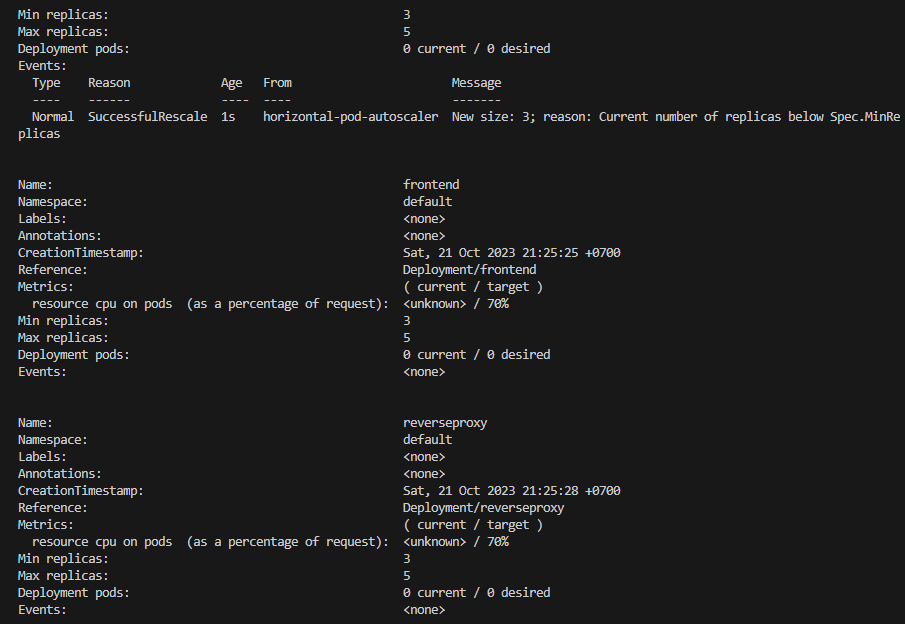 Min replicas:                                          3
Max replicas:                                          5
Deployment pods:                                       0 current / 0 desired
Events:
  Type    Reason             Age   From                       Message
  ----    ------             ----  ----                       -------
  Normal  SuccessfulRescale  1s    horizontal-pod-autoscaler  New size: 3; reason: Current number of replicas below Spec.MinRe
plicas
Name:                                                  frontend
Namespace:                                             default
Labels:                                                <none>
Annotations:                                           <none>
CreationTimestamp:                                     Sat, 21 Oct 2023 21:25:25 +0700
Reference:                                             Deployment/frontend
Metrics:                                               ( current / target )
  resource cpu on pods  (as a percentage of request):  <unknown> / 70%
Min replicas:                                          3
Max replicas:                                          5
Deployment pods:                                       0 current / 0 desired
Events:                                                <none>
Name:                                                  reverseproxy
Namespace:                                             default
Labels:                                                <none>
Annotations:                                           <none>
CreationTimestamp:                                     Sat, 21 Oct 2023 21:25:28 +0700
Reference:                                             Deployment/reverseproxy
Metrics:                                               ( current / target )
  resource cpu on pods  (as a percentage of request):  <unknown> / 70%
Min replicas:                                          3
Max replicas:                                          5
Deployment pods:                                       0 current / 0 desired
Events:                                                <none>